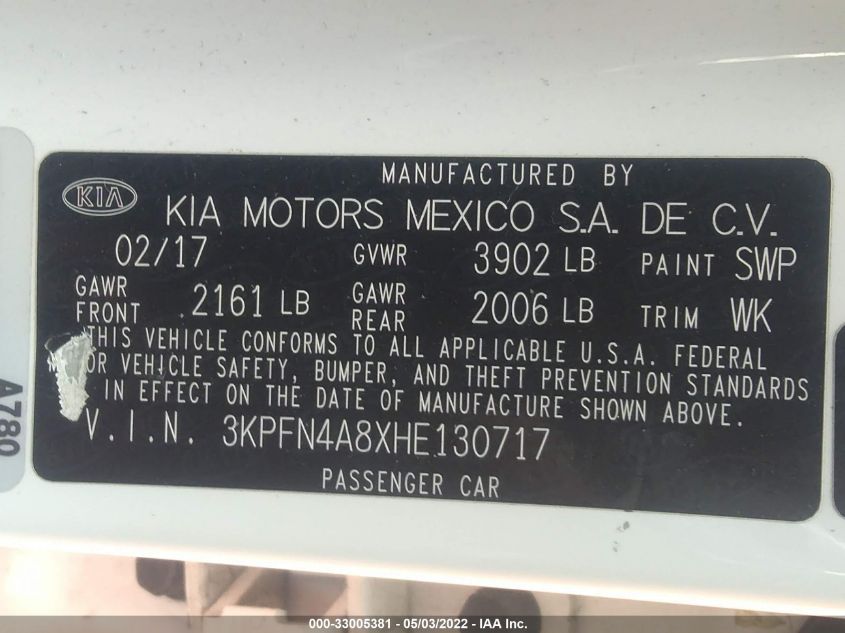 MANUFACTURED BY
KIA
KIA MOTORS MEXICO S.A. DE C.V.
02/17 GVWR 3902 LB PAINT SWP
GAWR FRONT 2161 LB GAWR REAR 2006 LB TRIM WK
THIS VEHICLE CONFORMS TO ALL APPLICABLE U.S.A. FEDERAL
OR VEHICLE SAFETY, BUMPER, AND THEFT PREVENTION STANDARDS
IN EFFECT ON THE DATE OF MANUFACTURE SHOWN ABOVE.
V.I.N. 3KPFN4A8XHE130717
PASSENGER CAR
A780
000-33005381 - 05/03/2022 - IAA Inc.